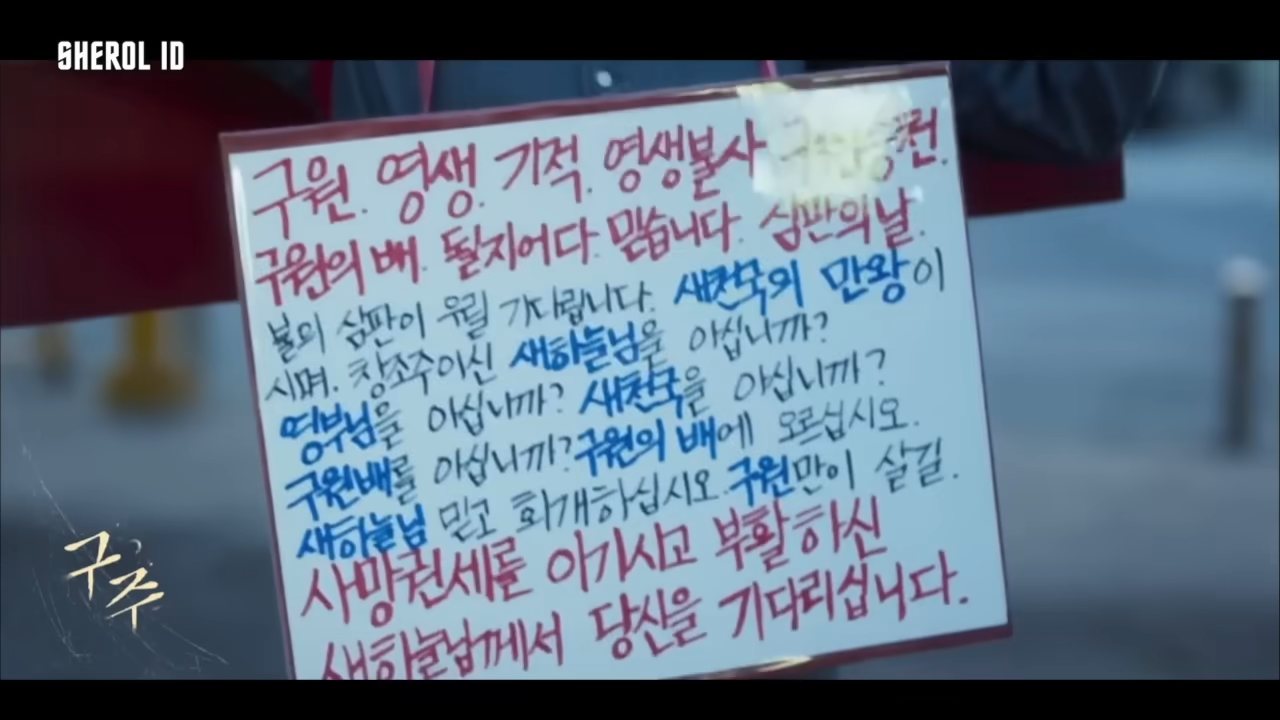 SHEROL ID
구원. 영생. 기적. 영생불사
구원의 배. 될지어다. 믿습니다. 심판의 날.
불의 심판이 우릴 기다립니다. 새천국의 만왕이
시며, 창조주이신 새하늘님을 아십니까?
영부님을 아십니까? 새천국을 아십니까?
구원배를 아십니까? 구원의 배에 오르십시오.
새하늘님 믿고 회개하십시오. 구원만이 살길.
사망권세를 이기시고 부활하신
새하늘님께서 당신을 기다리십니다.
구주